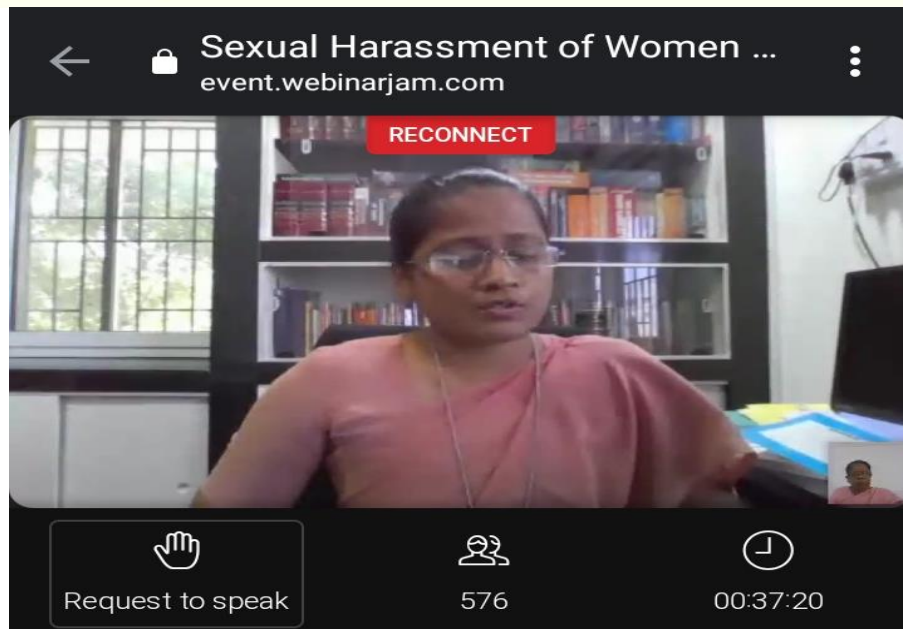 Sexual Harassment of Women ...
event.webinarjam.com
RECONNECT
Request to speak
576
00:37:20